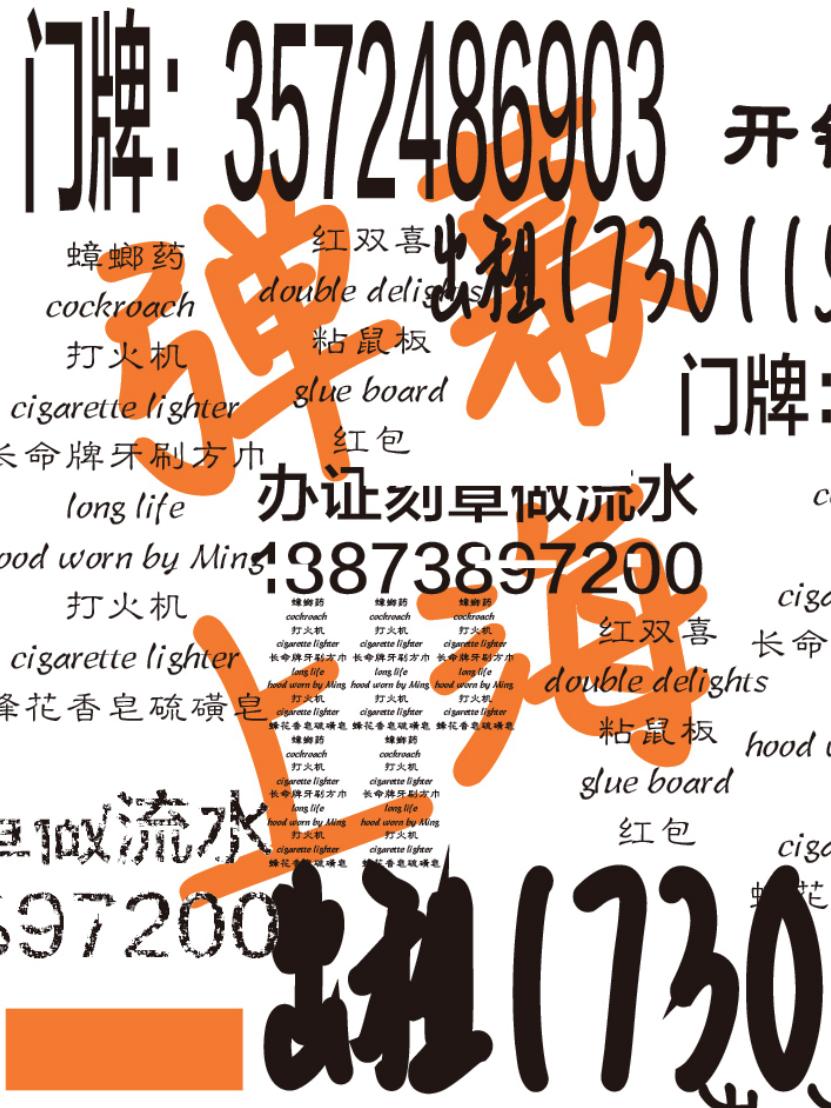 门牌：3572486903
弹幕
出租17301
门牌：
蟑螂药
cockroach
打火机
cigarette lighter
长命牌牙刷方巾
long life
hood worn by Ming
打火机
cigarette lighter
蜂花香皂硫磺皂
红双喜
double delights
粘鼠板
glue board
红包
办证刻章做流水
13873897200
上海
蟑螂药 蟑螂药 蟑螂药
cockroach cockroach cockroach
打火机 打火机 打火机
cigarette lighter cigarette lighter cigarette lighter
长命牌牙刷方巾 长命牌牙刷方巾 长命牌牙刷方巾
long life long life long life
hood worn by Ming hood worn by Ming hood worn by Ming
打火机 打火机 打火机
cigarette lighter cigarette lighter cigarette lighter
蜂花香皂硫磺皂 蜂花香皂硫磺皂 蜂花香皂硫磺皂
蟑螂药 蟑螂药
cockroach cockroach
打火机 打火机
cigarette lighter cigarette lighter
长命牌牙刷方巾 长命牌牙刷方巾
long life long life
hood worn by Ming hood worn by Ming
打火机 打火机
cigarette lighter cigarette lighter
蜂花香皂硫磺皂 蜂花香皂硫磺皂
红双喜
double delights
粘鼠板
glue board
红包
长命
hood
做流水
97200
出租1730